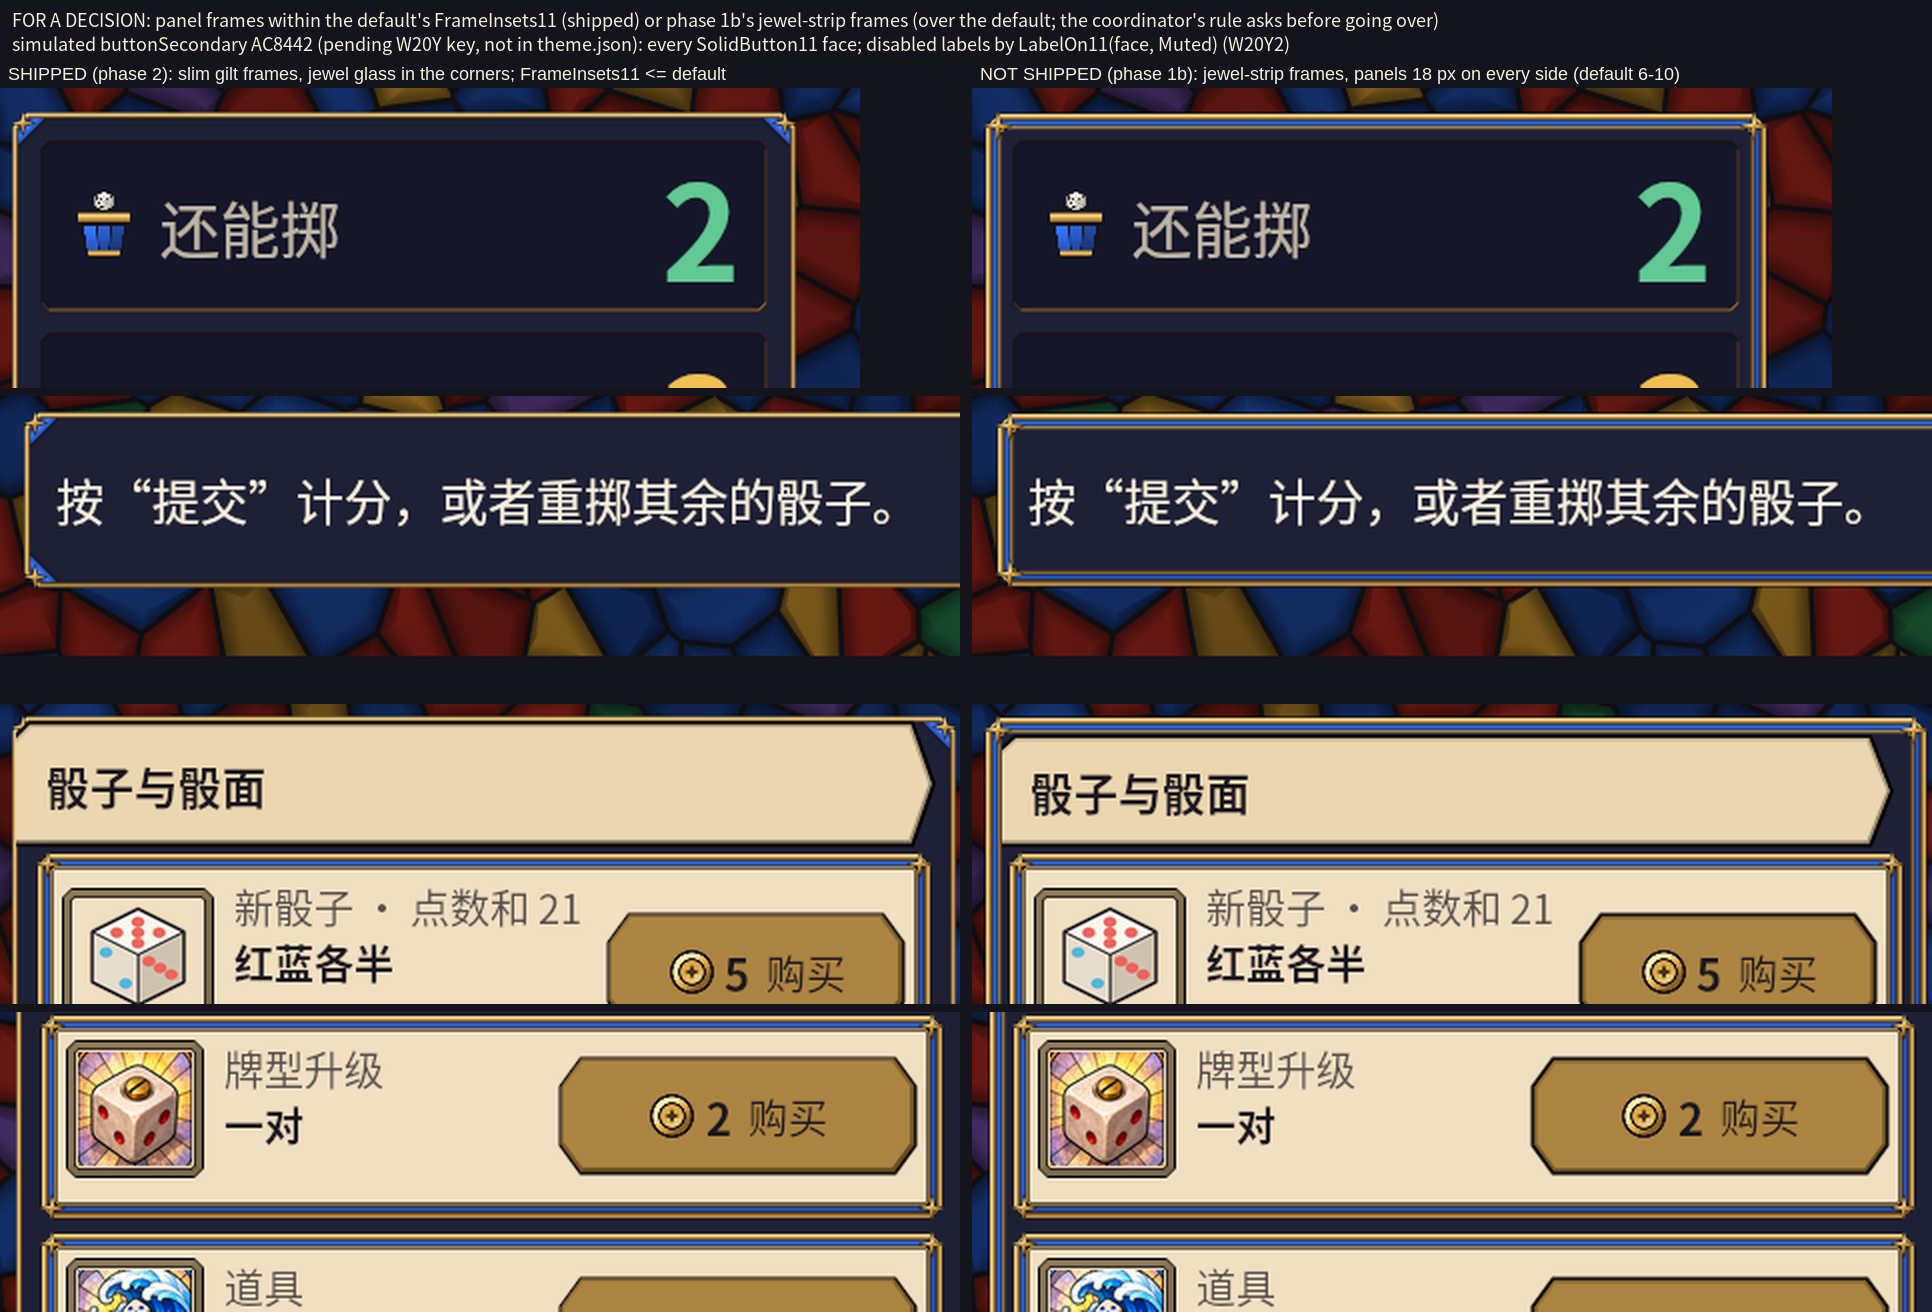 FOR A DECISION: panel frames within the default's FrameInsets11 (shipped) or phase 1b's jewel-strip frames (over the default; the coordinator's rule asks before going over)
simulated buttonSecondary AC8442 (pending W20Y key, not in theme.json): every SolidButton11 face; disabled labels by LabelOn11(face, Muted) (W20Y2)
SHIPPED (phase 2): slim gilt frames, jewel glass in the corners; FrameInsets11 <= default
还能掷 2
按“提交”计分，或者重掷其余的骰子。
骰子与骰面
新骰子 · 点数和 21
红蓝各半
5 购买
牌型升级
一对
2 购买
道具
NOT SHIPPED (phase 1b): jewel-strip frames, panels 18 px on every side (default 6-10)
还能掷 2
按“提交”计分，或者重掷其余的骰子。
骰子与骰面
新骰子 · 点数和 21
红蓝各半
5 购买
牌型升级
一对
2 购买
道具